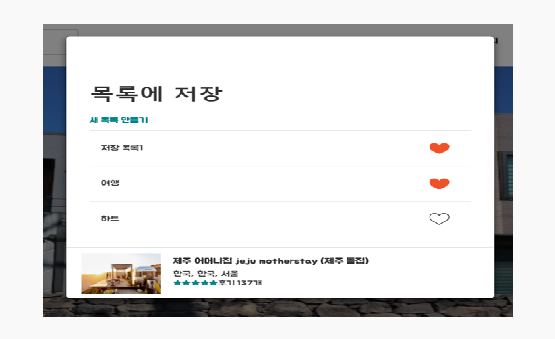 목록에 저장
새 목록 만들기
저장 목록1
여행
하트
제주 어머니집 jeju motherstay (제주 돌집)
한국, 한국, 서울
★★★★★후기137개